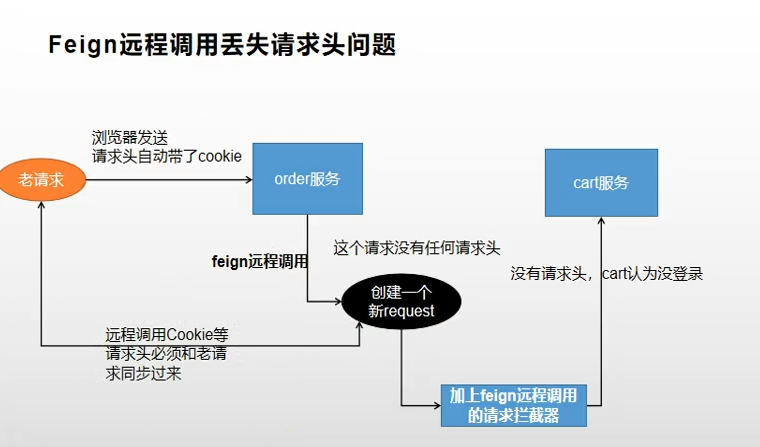 Feign远程调用丢失请求头问题
浏览器发送
请求头自动带了cookie
老请求
order服务
cart服务
feign远程调用
这个请求没有任何请求头
没有请求头，cart认为没登录
创建一个
新request
远程调用Cookie等
请求头必须和老请
求同步过来
加上feign远程调用
的请求拦截器